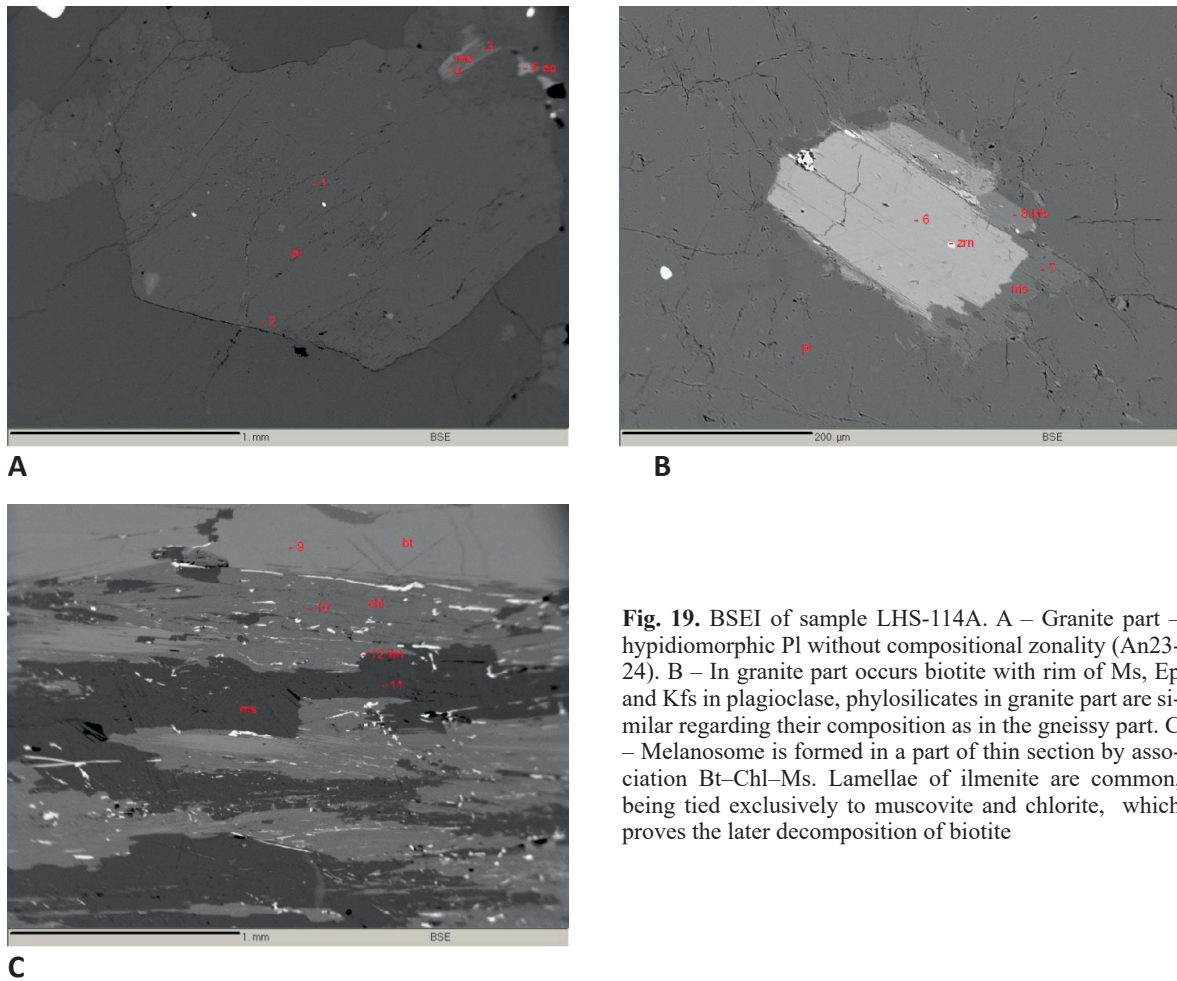 - 3
ms
- 4
- 5 ep
- 1
pl
- 2
1. mm BSE
A
- 6
- 8 kfs
zrn
- 7
ms
pl
200. µm BSE
B
- 9 bt
- 10 chl
- 12 ilm
- 11
ms
1. mm BSE
C
Fig. 19. BSEI of sample LHS-114A. A – Granite part –
hypidiomorphic Pl without compositional zonality (An23-
24). B – In granite part occurs biotite with rim of Ms, Ep
and Kfs in plagioclase, phylosilicates in granite part are si-
milar regarding their composition as in the gneissy part. C
– Melanosome is formed in a part of thin section by asso-
ciation Bt–Chl–Ms. Lamellae of ilmenite are common,
being tied exclusively to muscovite and chlorite, which
proves the later decomposition of biotite